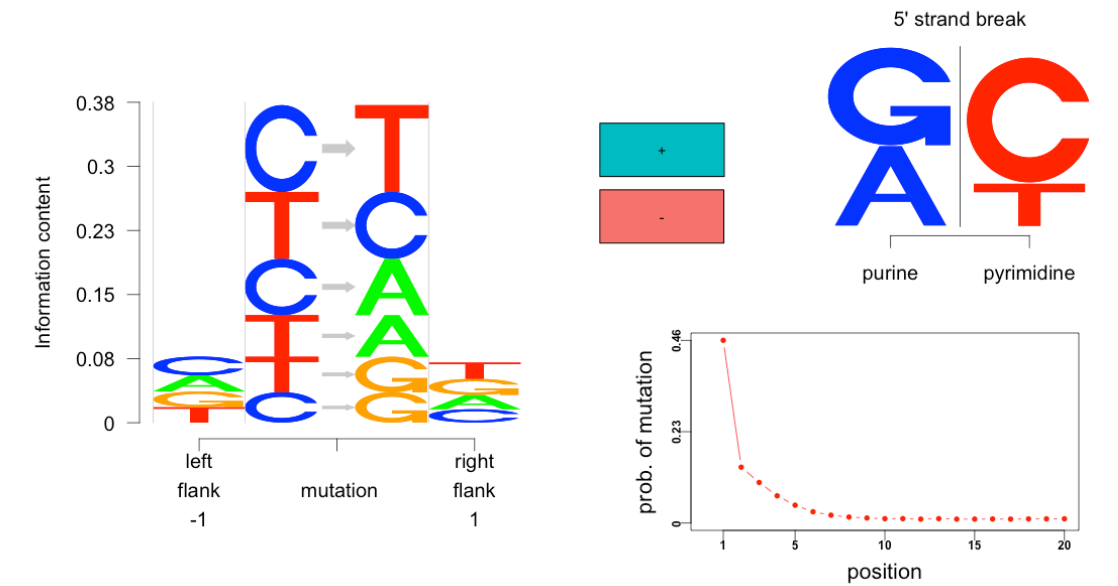 5' strand break
G C
A T
purine pyrimidine
+
-
Information content
0.38
0.3
0.23
0.15
0.08
0
C T
T C
C A
T A
T G
C G
C
A
G
T
T
G
A
C
left
flank
-1
mutation
right
flank
1
prob. of mutation
0.46
0.23
0
1 5 10 15 20
position